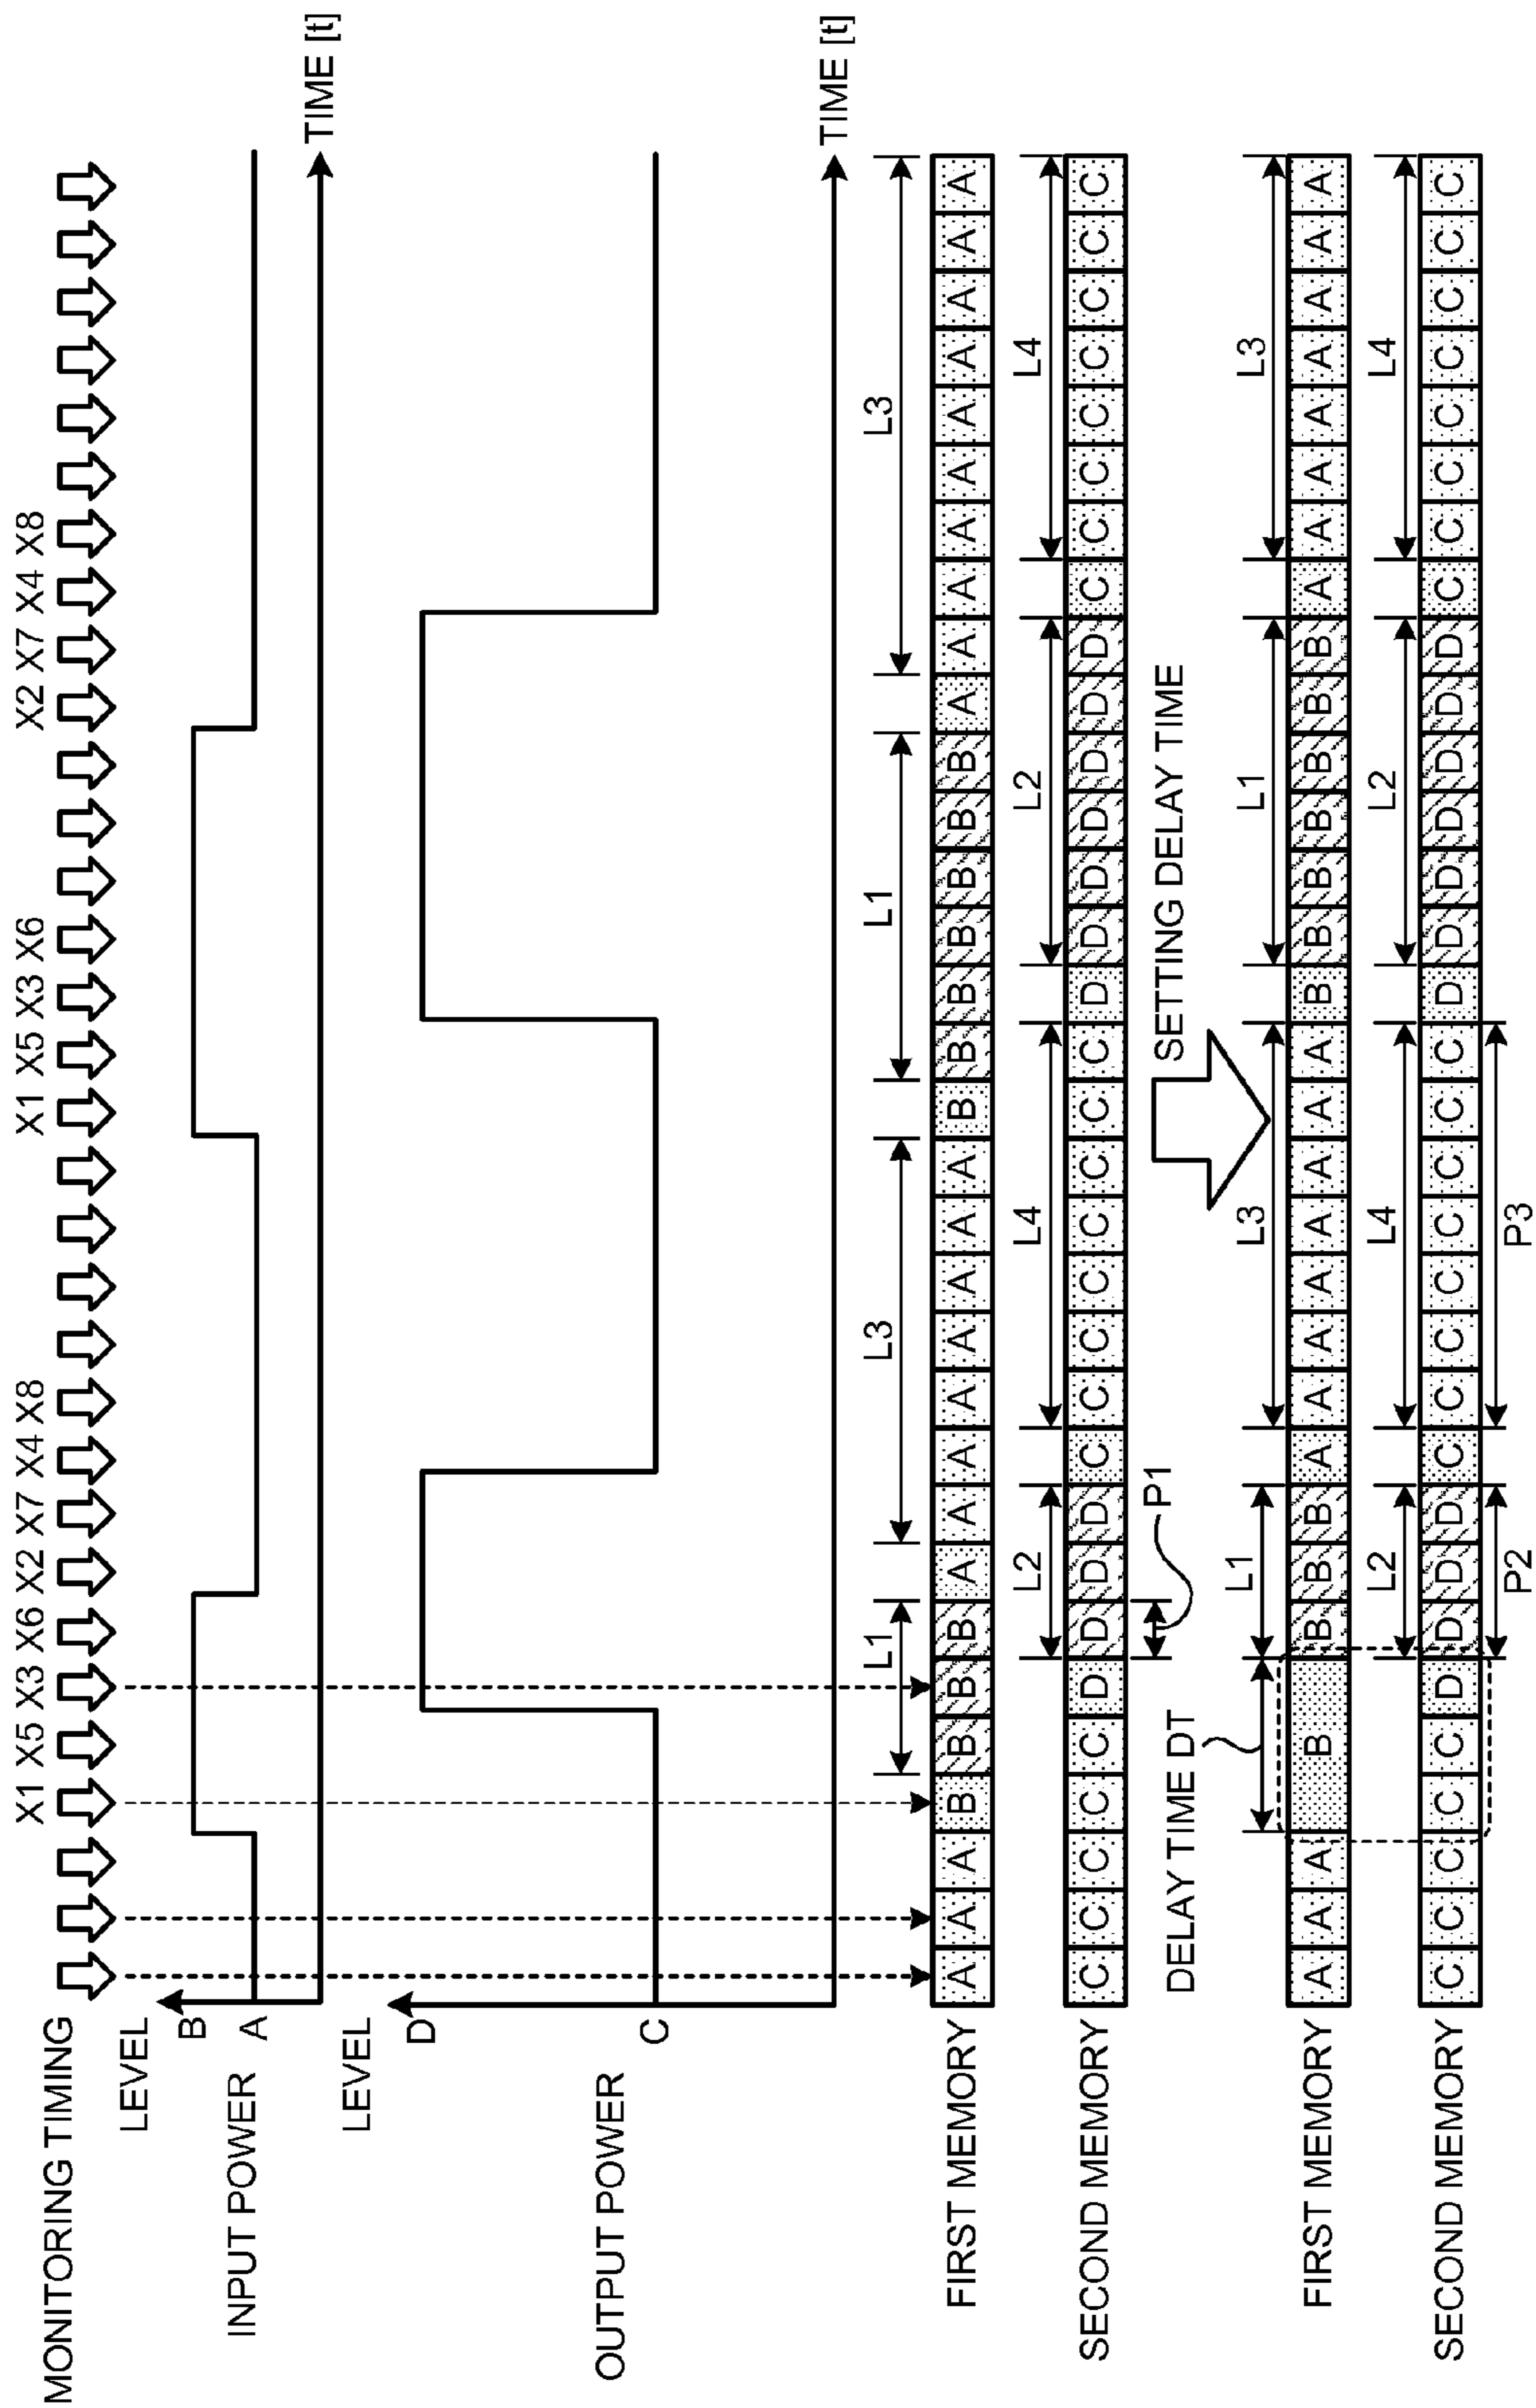 MONITORING TIMING
X1 X5 X3 X6 X2 X7 X4 X8 X1 X5 X3 X6 X2 X7 X4 X8
LEVEL
B
A
INPUT POWER
TIME [t]
LEVEL
D
C
OUTPUT POWER
TIME [t]
L1 L3 L1 L3
FIRST MEMORY A A A B B B B A A A A A A A A B B B B B B B A A A A A A A A A A
L2 L4 L2 L4
SECOND MEMORY C C C C C D D D D C C C C C C C C D D D D D D D C C C C C C C C
P1
DELAY TIME DT
SETTING DELAY TIME
L1 L3 L1 L3
FIRST MEMORY A A A B B B B A A A A A A A A B B B B B B B A A A A A A A A
L2 L4 L2 L4
SECOND MEMORY C C C C C D D D D C C C C C C C C D D D D D D D C C C C C C C C
P2 P3